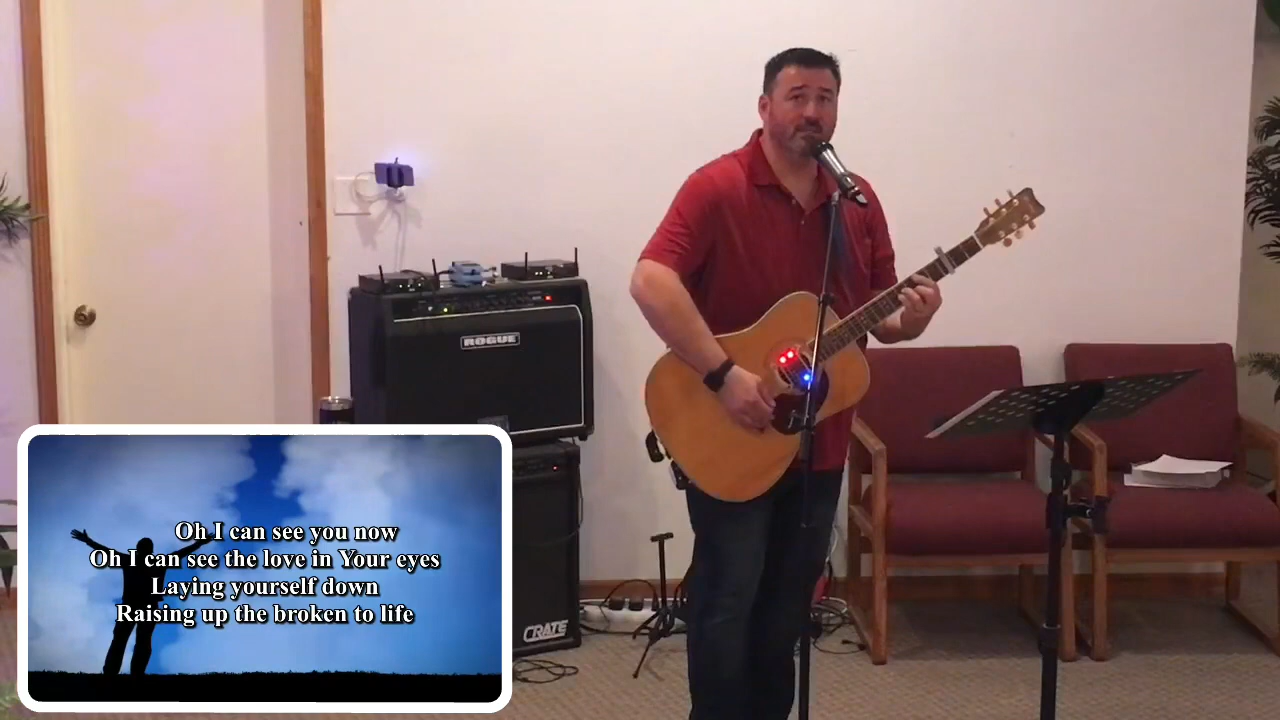 ROGUE
Oh I can see you now
Oh I can see the love in Your eyes
Laying yourself down
Raising up the broken to life
CRATE